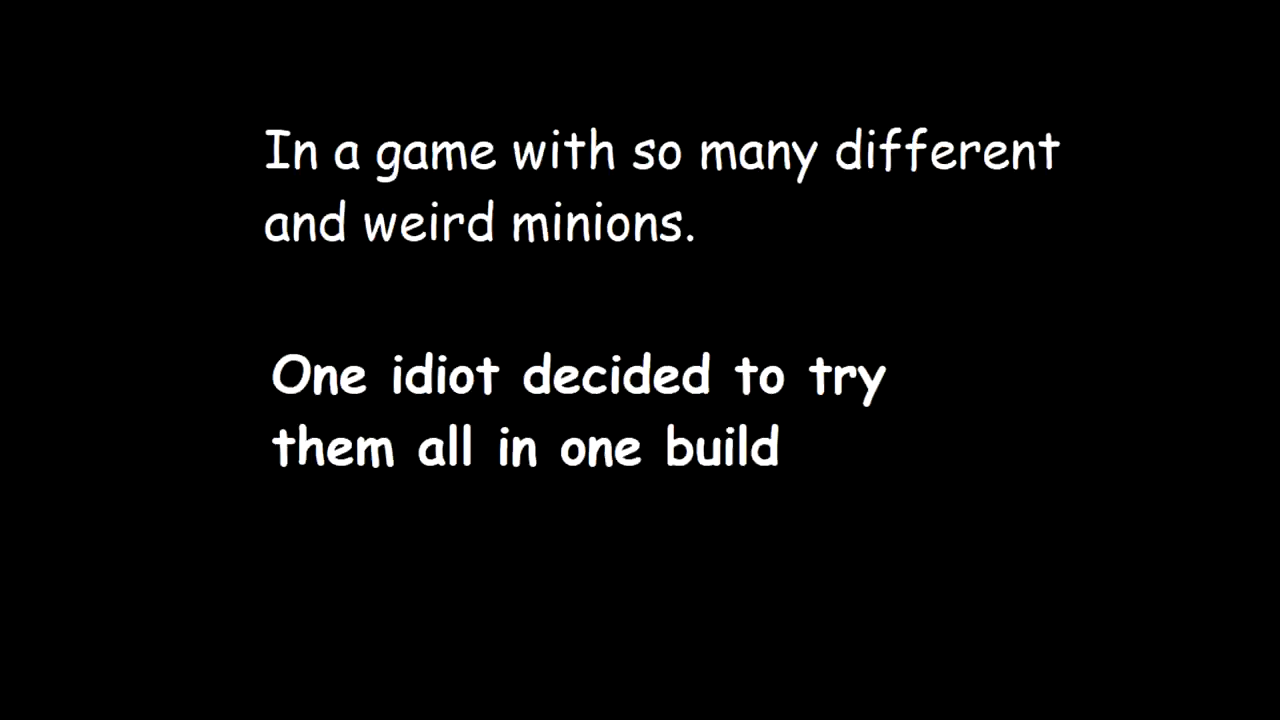 In a game with so many different
and weird minions.
One idiot decided to try
them all in one build